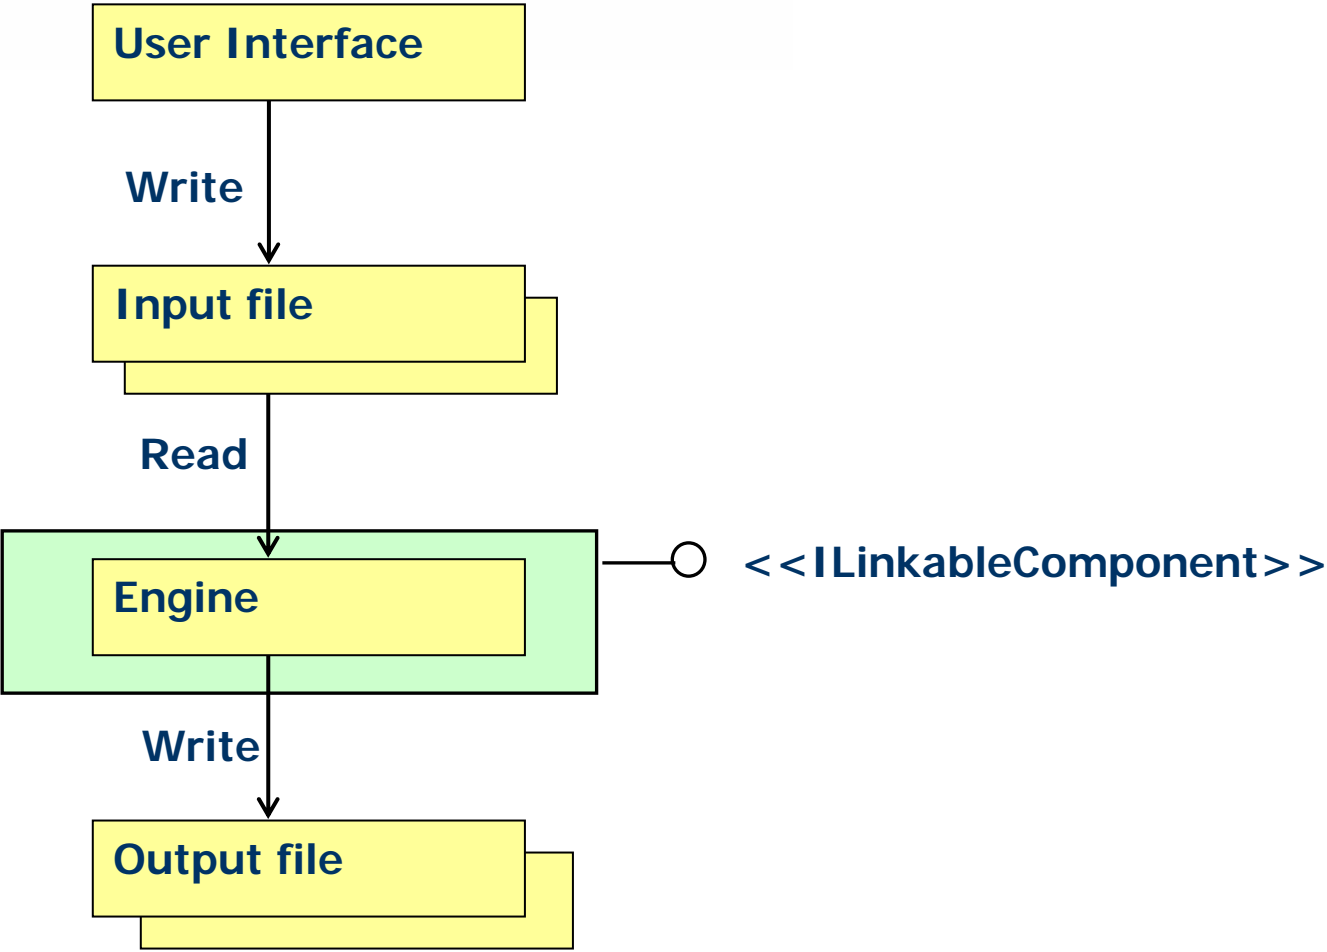 User Interface
Write
Input file
Read
<<ILinkableComponent>>
Engine
Write
Output file